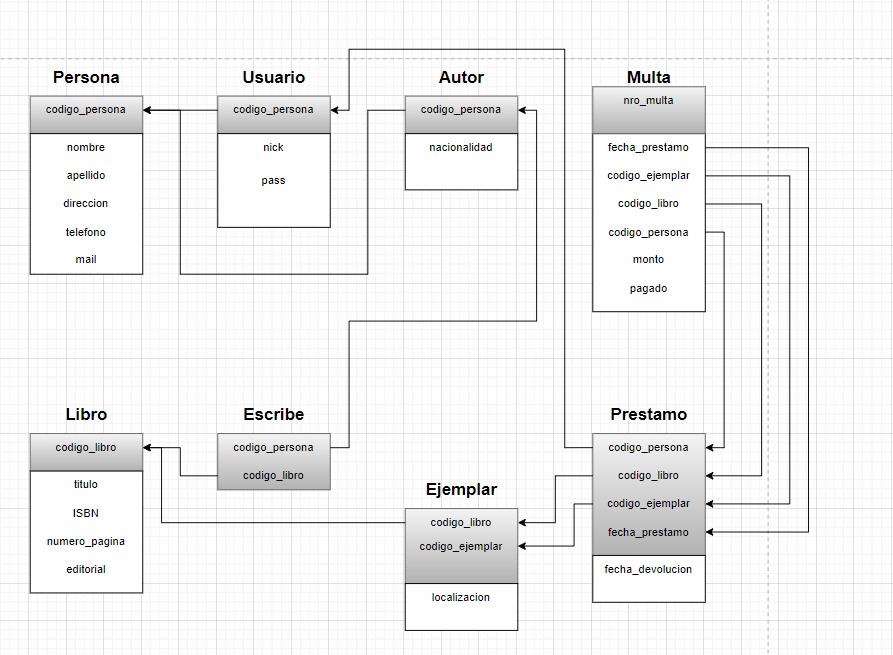 Persona
codigo_persona
nombre
apellido
direccion
telefono
mail
Usuario
codigo_persona
nick
pass
Autor
codigo_persona
nacionalidad
Multa
nro_multa
fecha_prestamo
codigo_ejemplar
codigo_libro
codigo_persona
monto
pagado
Libro
codigo_libro
titulo
ISBN
numero_pagina
editorial
Escribe
codigo_persona
codigo_libro
Ejemplar
codigo_libro
codigo_ejemplar
localizacion
Prestamo
codigo_persona
codigo_libro
codigo_ejemplar
fecha_prestamo
fecha_devolucion